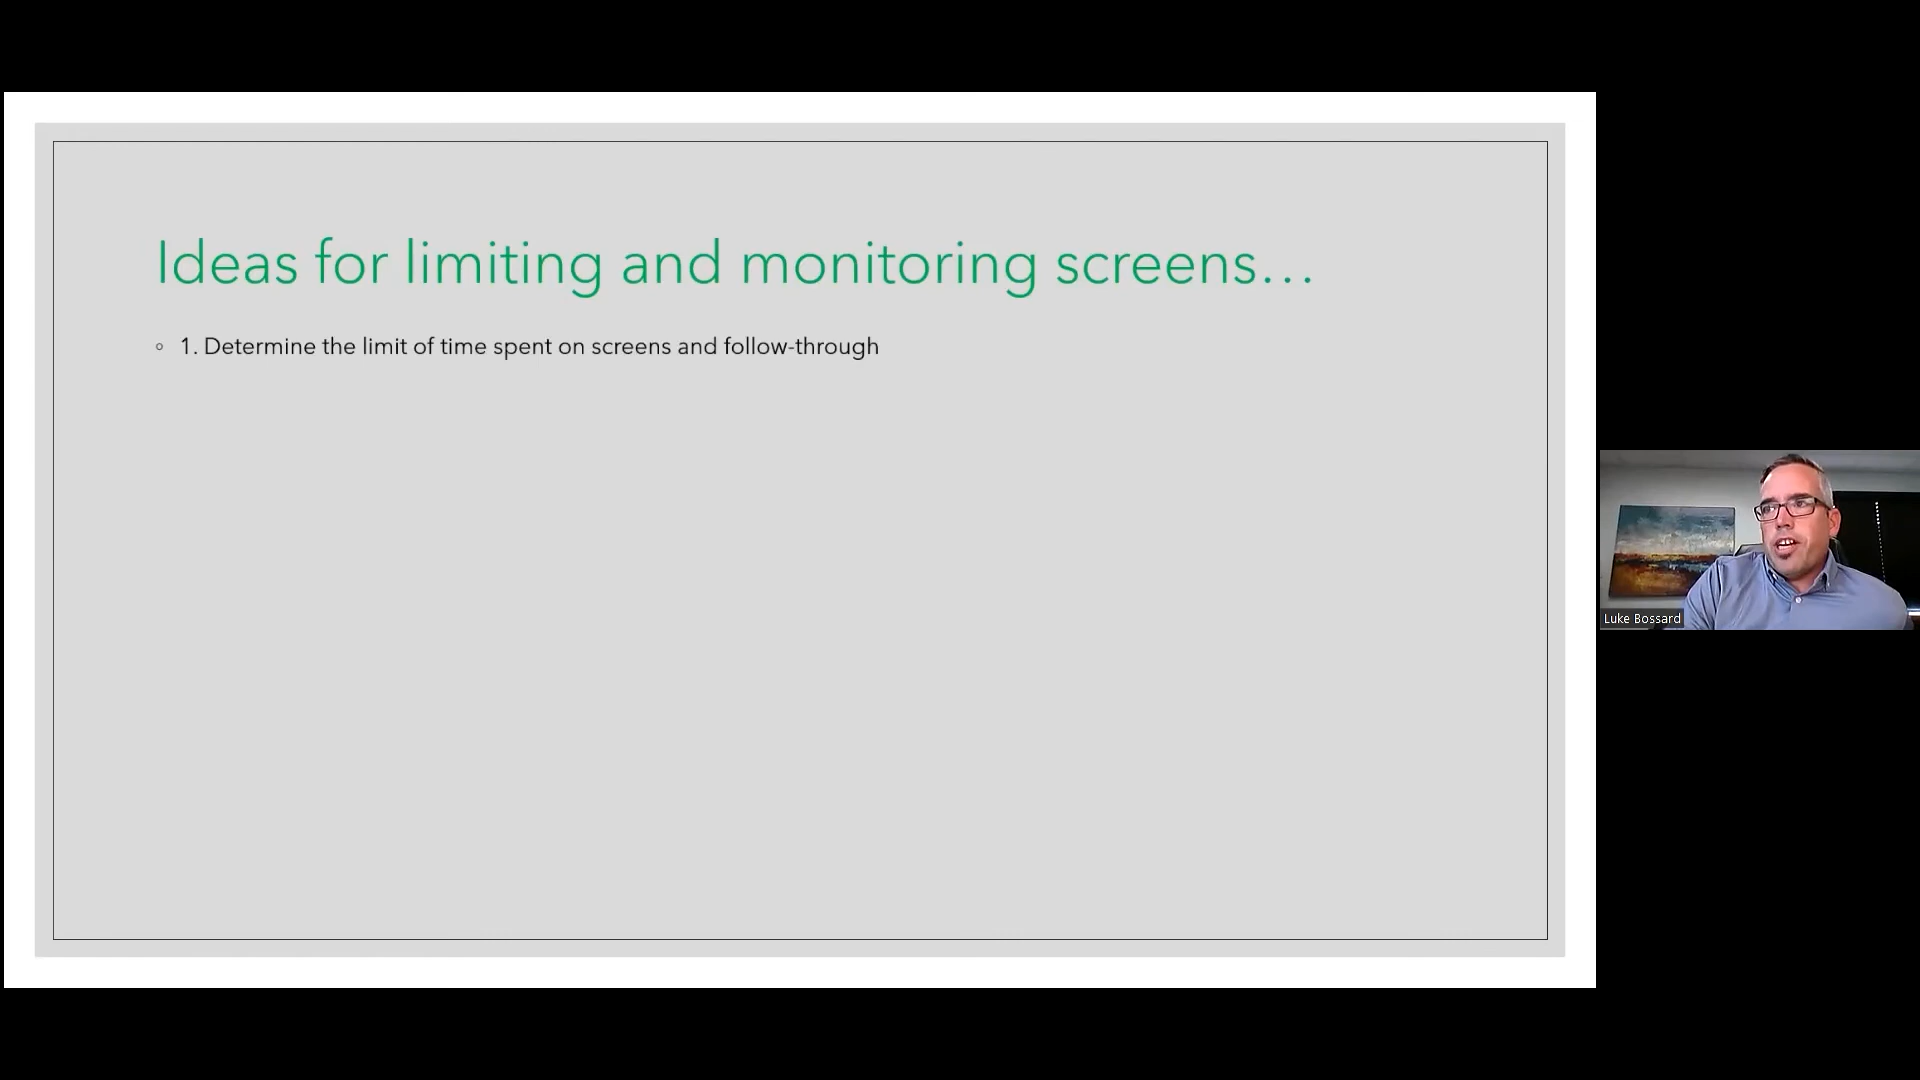 Ideas for limiting and monitoring screens…
◦ 1. Determine the limit of time spent on screens and follow-through
Luke Bossard